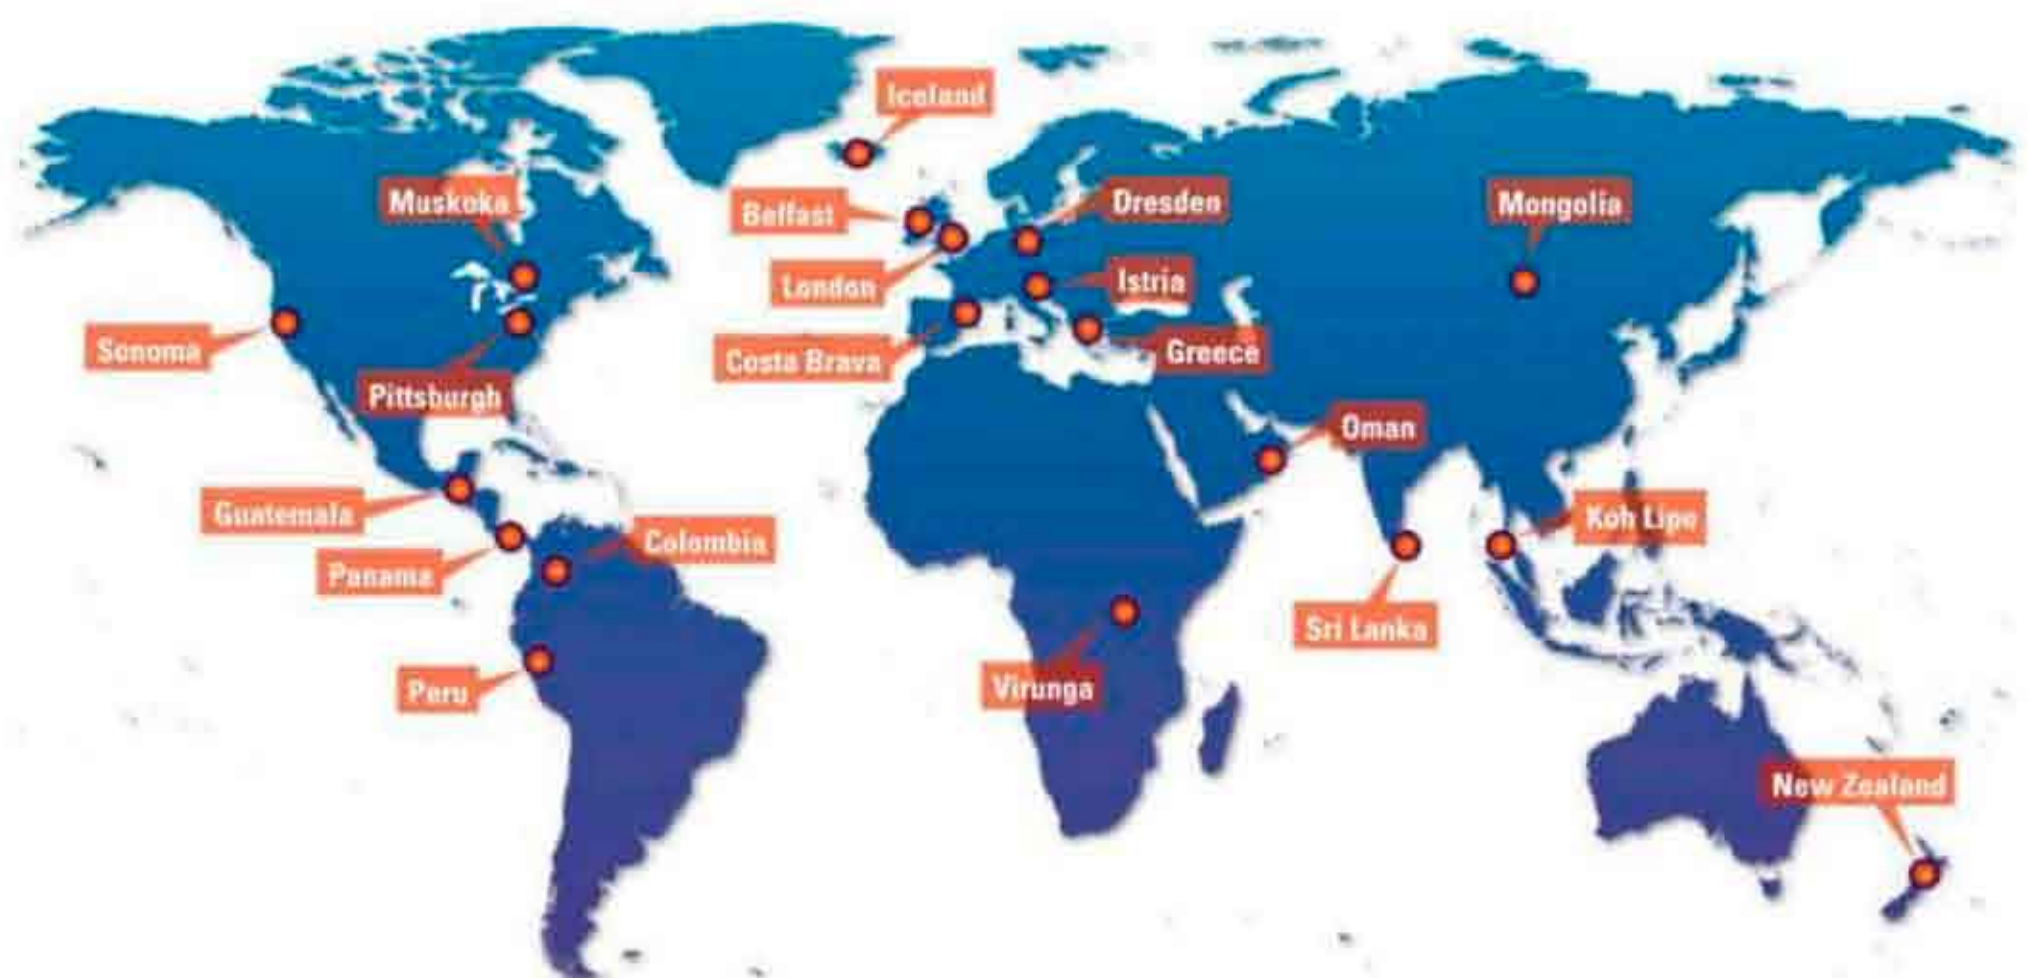 Iceland
Muskoka
Belfast
Dresden
Mongolia
London
Istria
Sonoma
Costa Brava
Greece
Pittsburgh
Oman
Guatemala
Koh Lipe
Colombia
Panama
Sri Lanka
Peru
Virunga
New Zealand